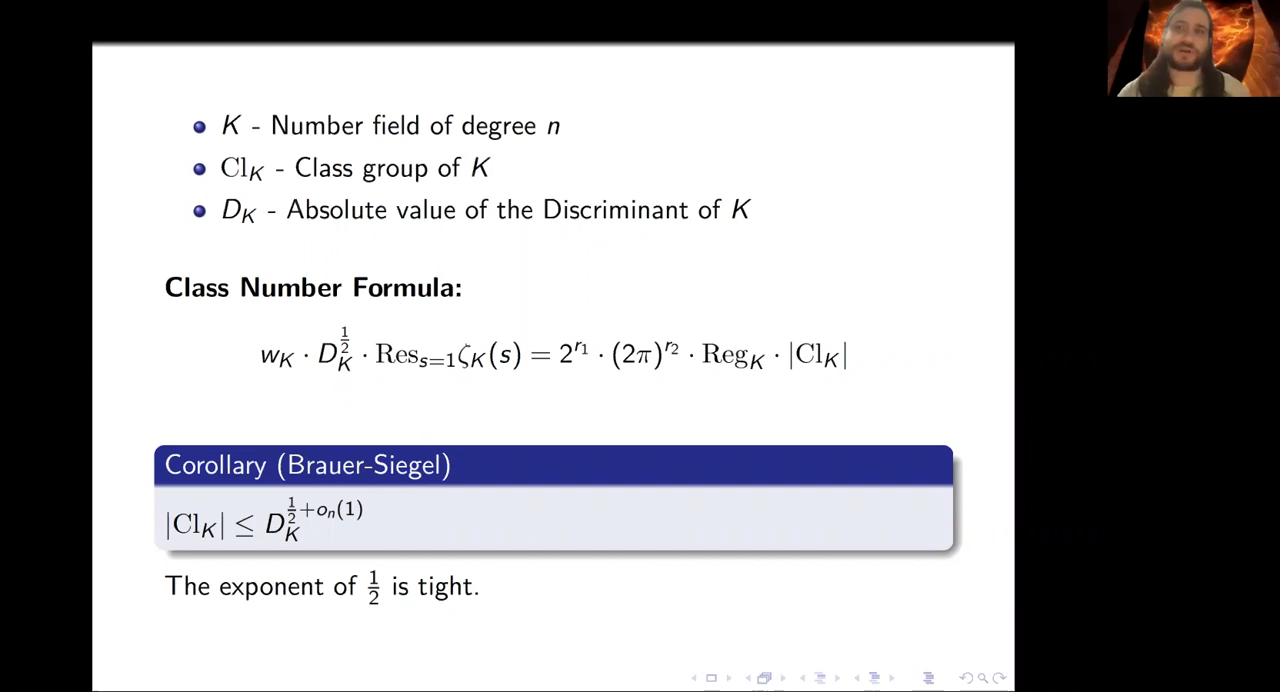 K - Number field of degree n
Cl_K - Class group of K
D_K - Absolute value of the Discriminant of K
Class Number Formula:
w_K · D_K^{1/2} · Res_{s=1}ζ_K(s) = 2^{r_1} · (2π)^{r_2} · Reg_K · |Cl_K|
Corollary (Brauer-Siegel)
|Cl_K| ≤ D_K^{1/2+o_n(1)}
The exponent of 1/2 is tight.